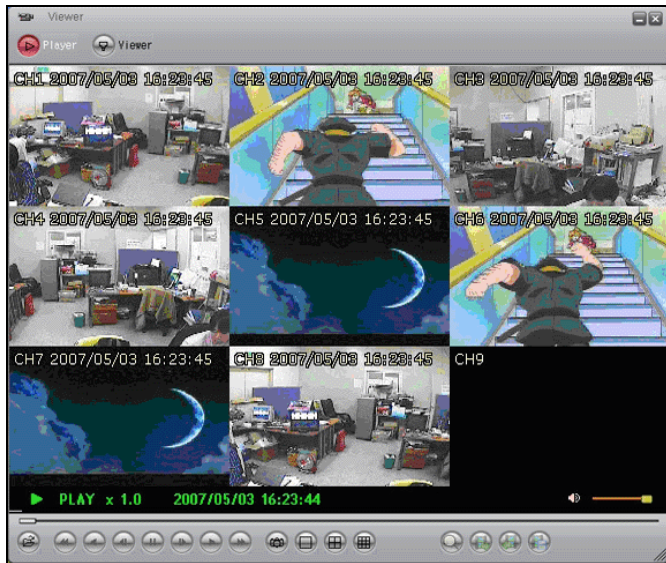 Viewer
Player Viewer
CH1 2007/05/03 16:23:45
CH2 2007/05/03 16:23:45
CH3 2007/05/03 16:23:45
CH4 2007/05/03 16:23:45
CH5 2007/05/03 16:23:45
CH6 2007/05/03 16:23:45
CH7 2007/05/03 16:23:45
CH8 2007/05/03 16:23:45
CH9
PLAY x 1.0 2007/05/03 16:23:44